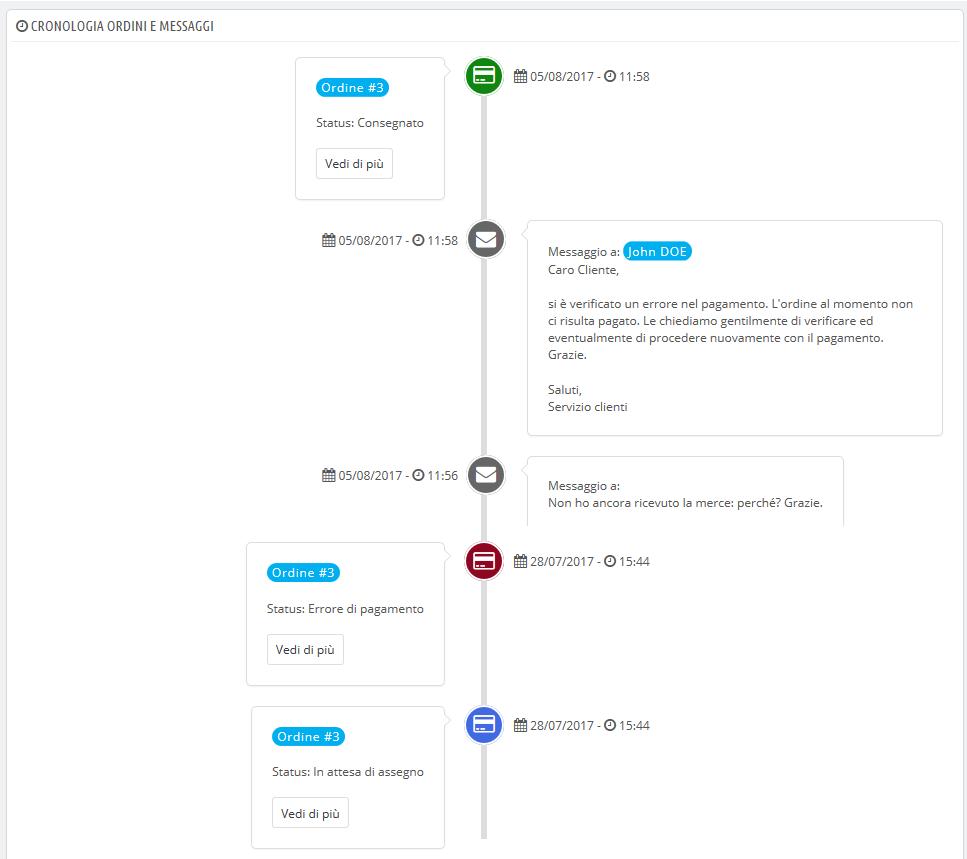 CRONOLOGIA ORDINI E MESSAGGI
Ordine #3
Status: Consegnato
Vedi di più
05/08/2017 - 11:58
05/08/2017 - 11:58
Messaggio a: John DOE
Caro Cliente,
si è verificato un errore nel pagamento. L'ordine al momento non
ci risulta pagato. Le chiediamo gentilmente di verificare ed
eventualmente di procedere nuovamente con il pagamento.
Grazie.
Saluti,
Servizio clienti
05/08/2017 - 11:56
Messaggio a:
Non ho ancora ricevuto la merce: perché? Grazie.
Ordine #3
Status: Errore di pagamento
Vedi di più
28/07/2017 - 15:44
Ordine #3
Status: In attesa di assegno
Vedi di più
28/07/2017 - 15:44